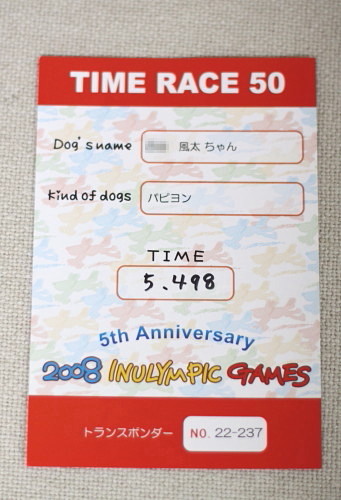 TIME RACE 50
Dog's name 風太 ちゃん
Kind of dogs パピヨン
TIME
5.498
5th Anniversary
2008 INULYMPIC GAMES
トランスポンダー NO. 22-237